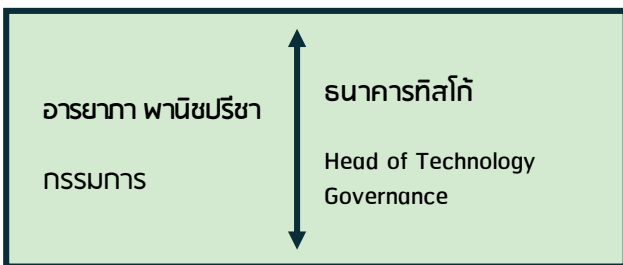 อารยาภา พานิชปรีชา
กรรมการ
ธนาคารทิสโก้
Head of Technology
Governance